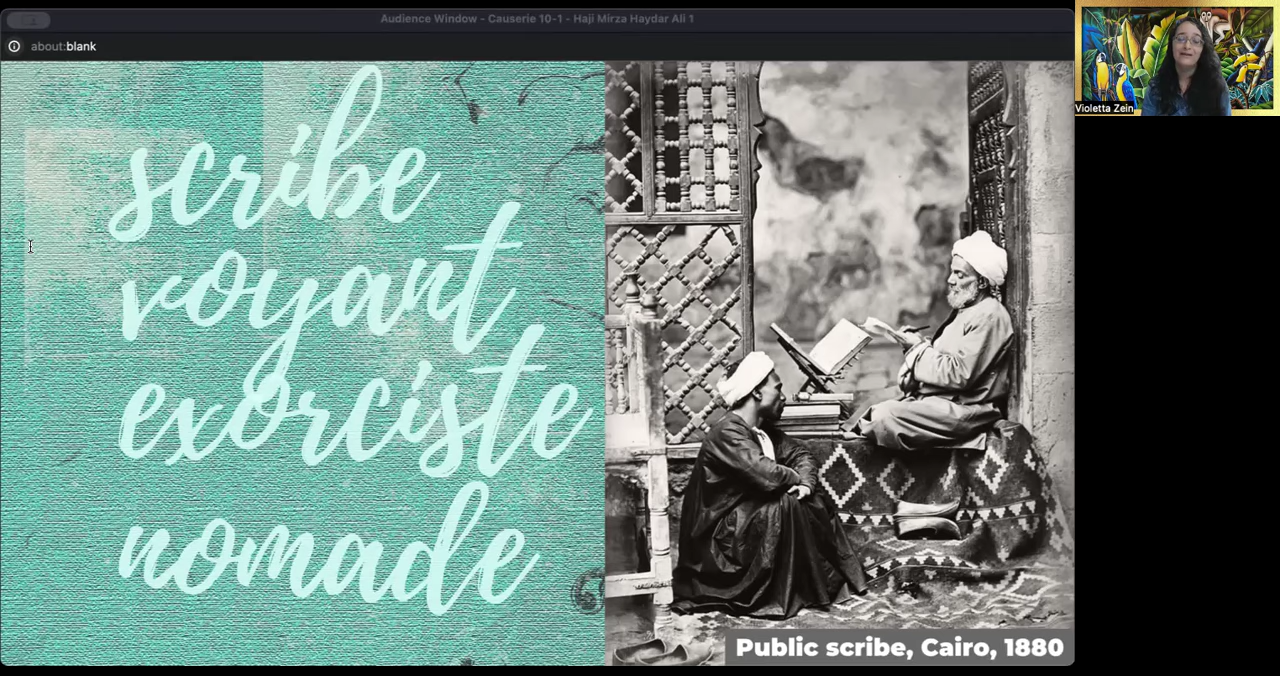 Audience Window - Causerie 10-1 - Haji Mirza Haydar Ali 1
about:blank
Violetta Zein
scribe
voyant
exorciste
nomade
Public scribe, Cairo, 1880